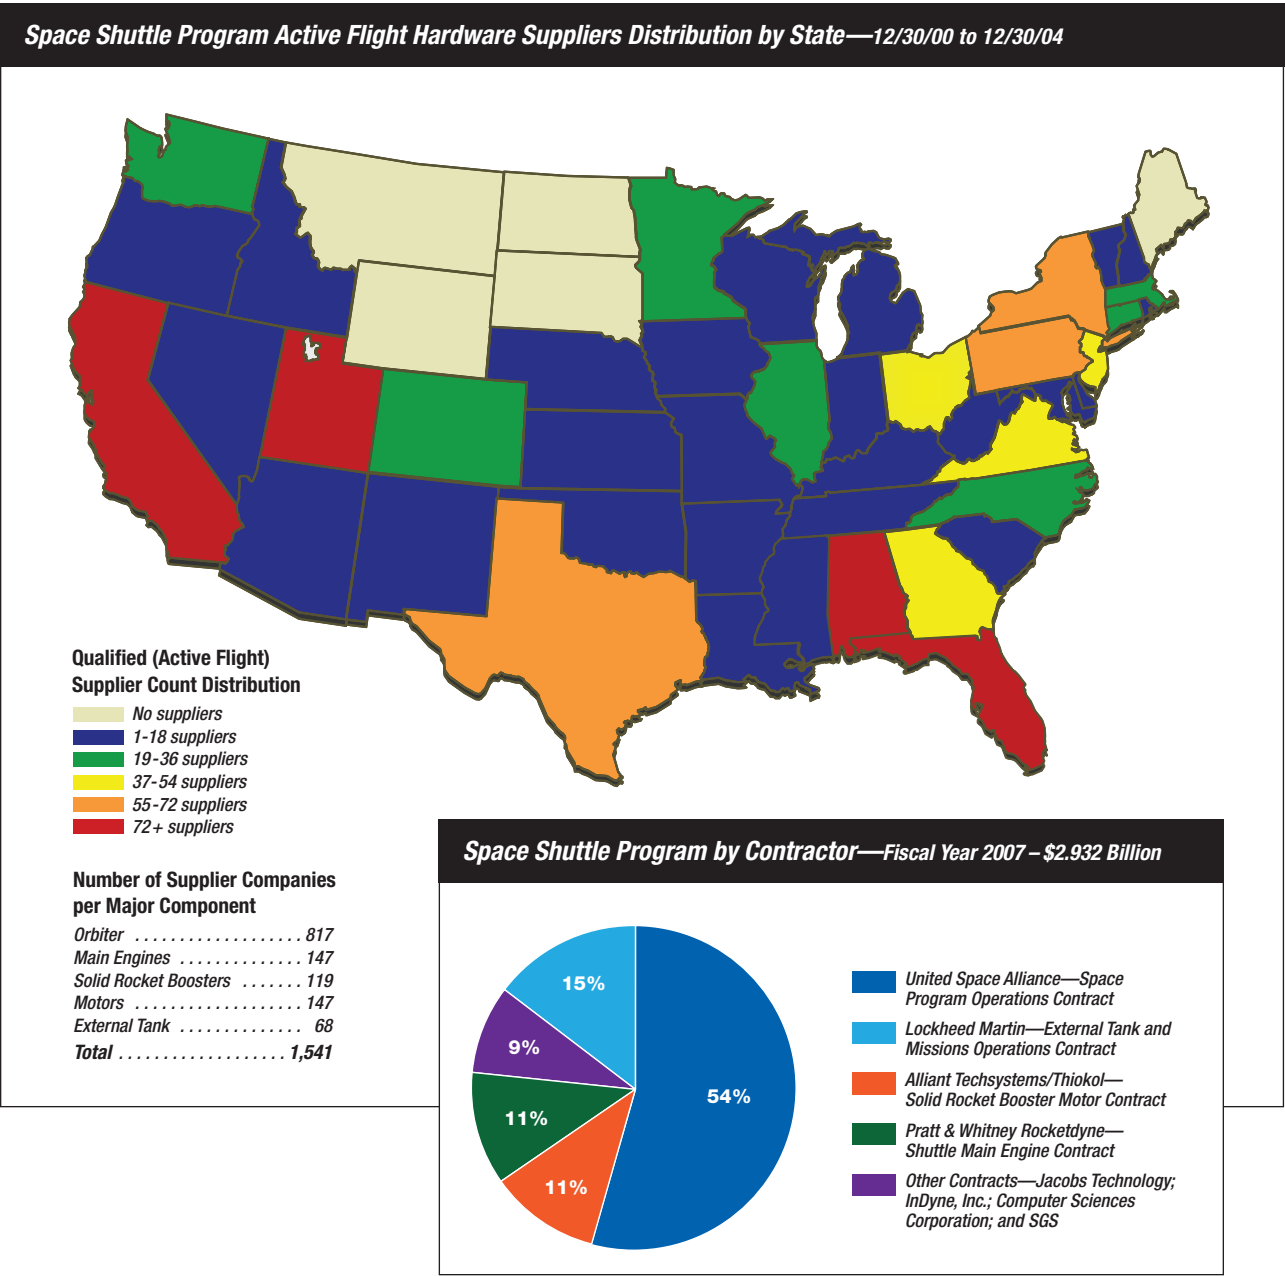 Space Shuttle Program Active Flight Hardware Suppliers Distribution by State—12/30/00 to 12/30/04
Qualified (Active Flight)
Supplier Count Distribution
No suppliers
1-18 suppliers
19-36 suppliers
37-54 suppliers
55-72 suppliers
72+ suppliers
Number of Supplier Companies
per Major Component
Orbiter . . . . . . . . . . . . . . . . . . . 817
Main Engines . . . . . . . . . . . . . . 147
Solid Rocket Boosters . . . . . . . 119
Motors . . . . . . . . . . . . . . . . . . . 147
External Tank . . . . . . . . . . . . . . 68
Total . . . . . . . . . . . . . . . . . . . 1,541
Space Shuttle Program by Contractor—Fiscal Year 2007 – $2.932 Billion
15%
9%
11%
11%
54%
United Space Alliance—Space
Program Operations Contract
Lockheed Martin—External Tank and
Missions Operations Contract
Alliant Techsystems/Thiokol—
Solid Rocket Booster Motor Contract
Pratt & Whitney Rocketdyne—
Shuttle Main Engine Contract
Other Contracts—Jacobs Technology;
InDyne, Inc.; Computer Sciences
Corporation; and SGS